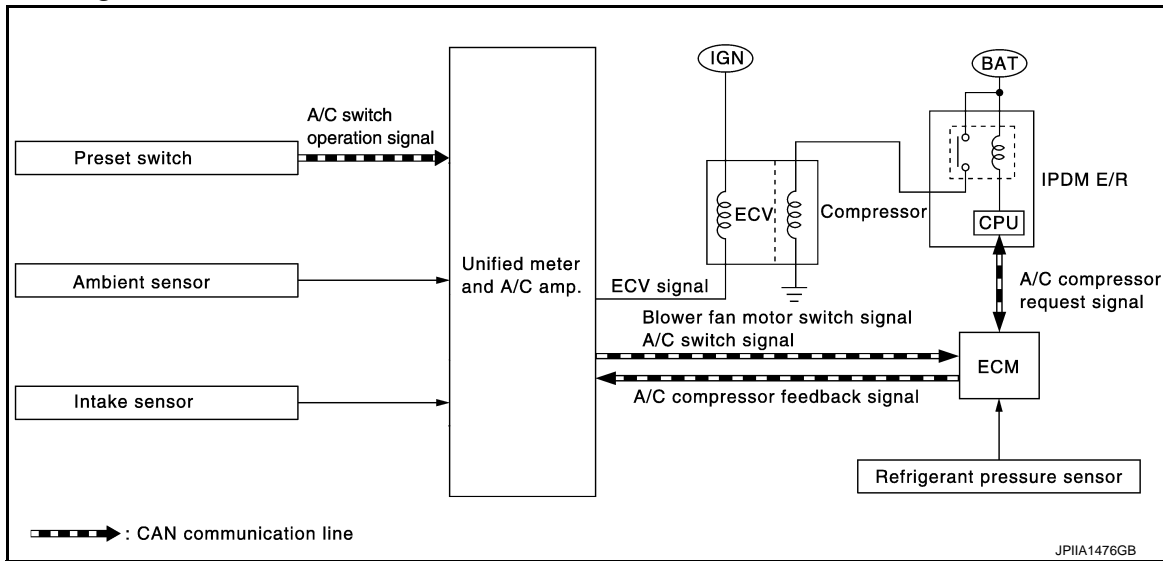 IGN
BAT
A/C switch
operation signal
Preset switch
IPDM E/R
ECV
Compressor
CPU
Ambient sensor
Unified meter
and A/C amp.
ECV signal
A/C compressor
request signal
Blower fan motor switch signal
A/C switch signal
ECM
Intake sensor
A/C compressor feedback signal
Refrigerant pressure sensor
: CAN communication line
JPIIA1476GB